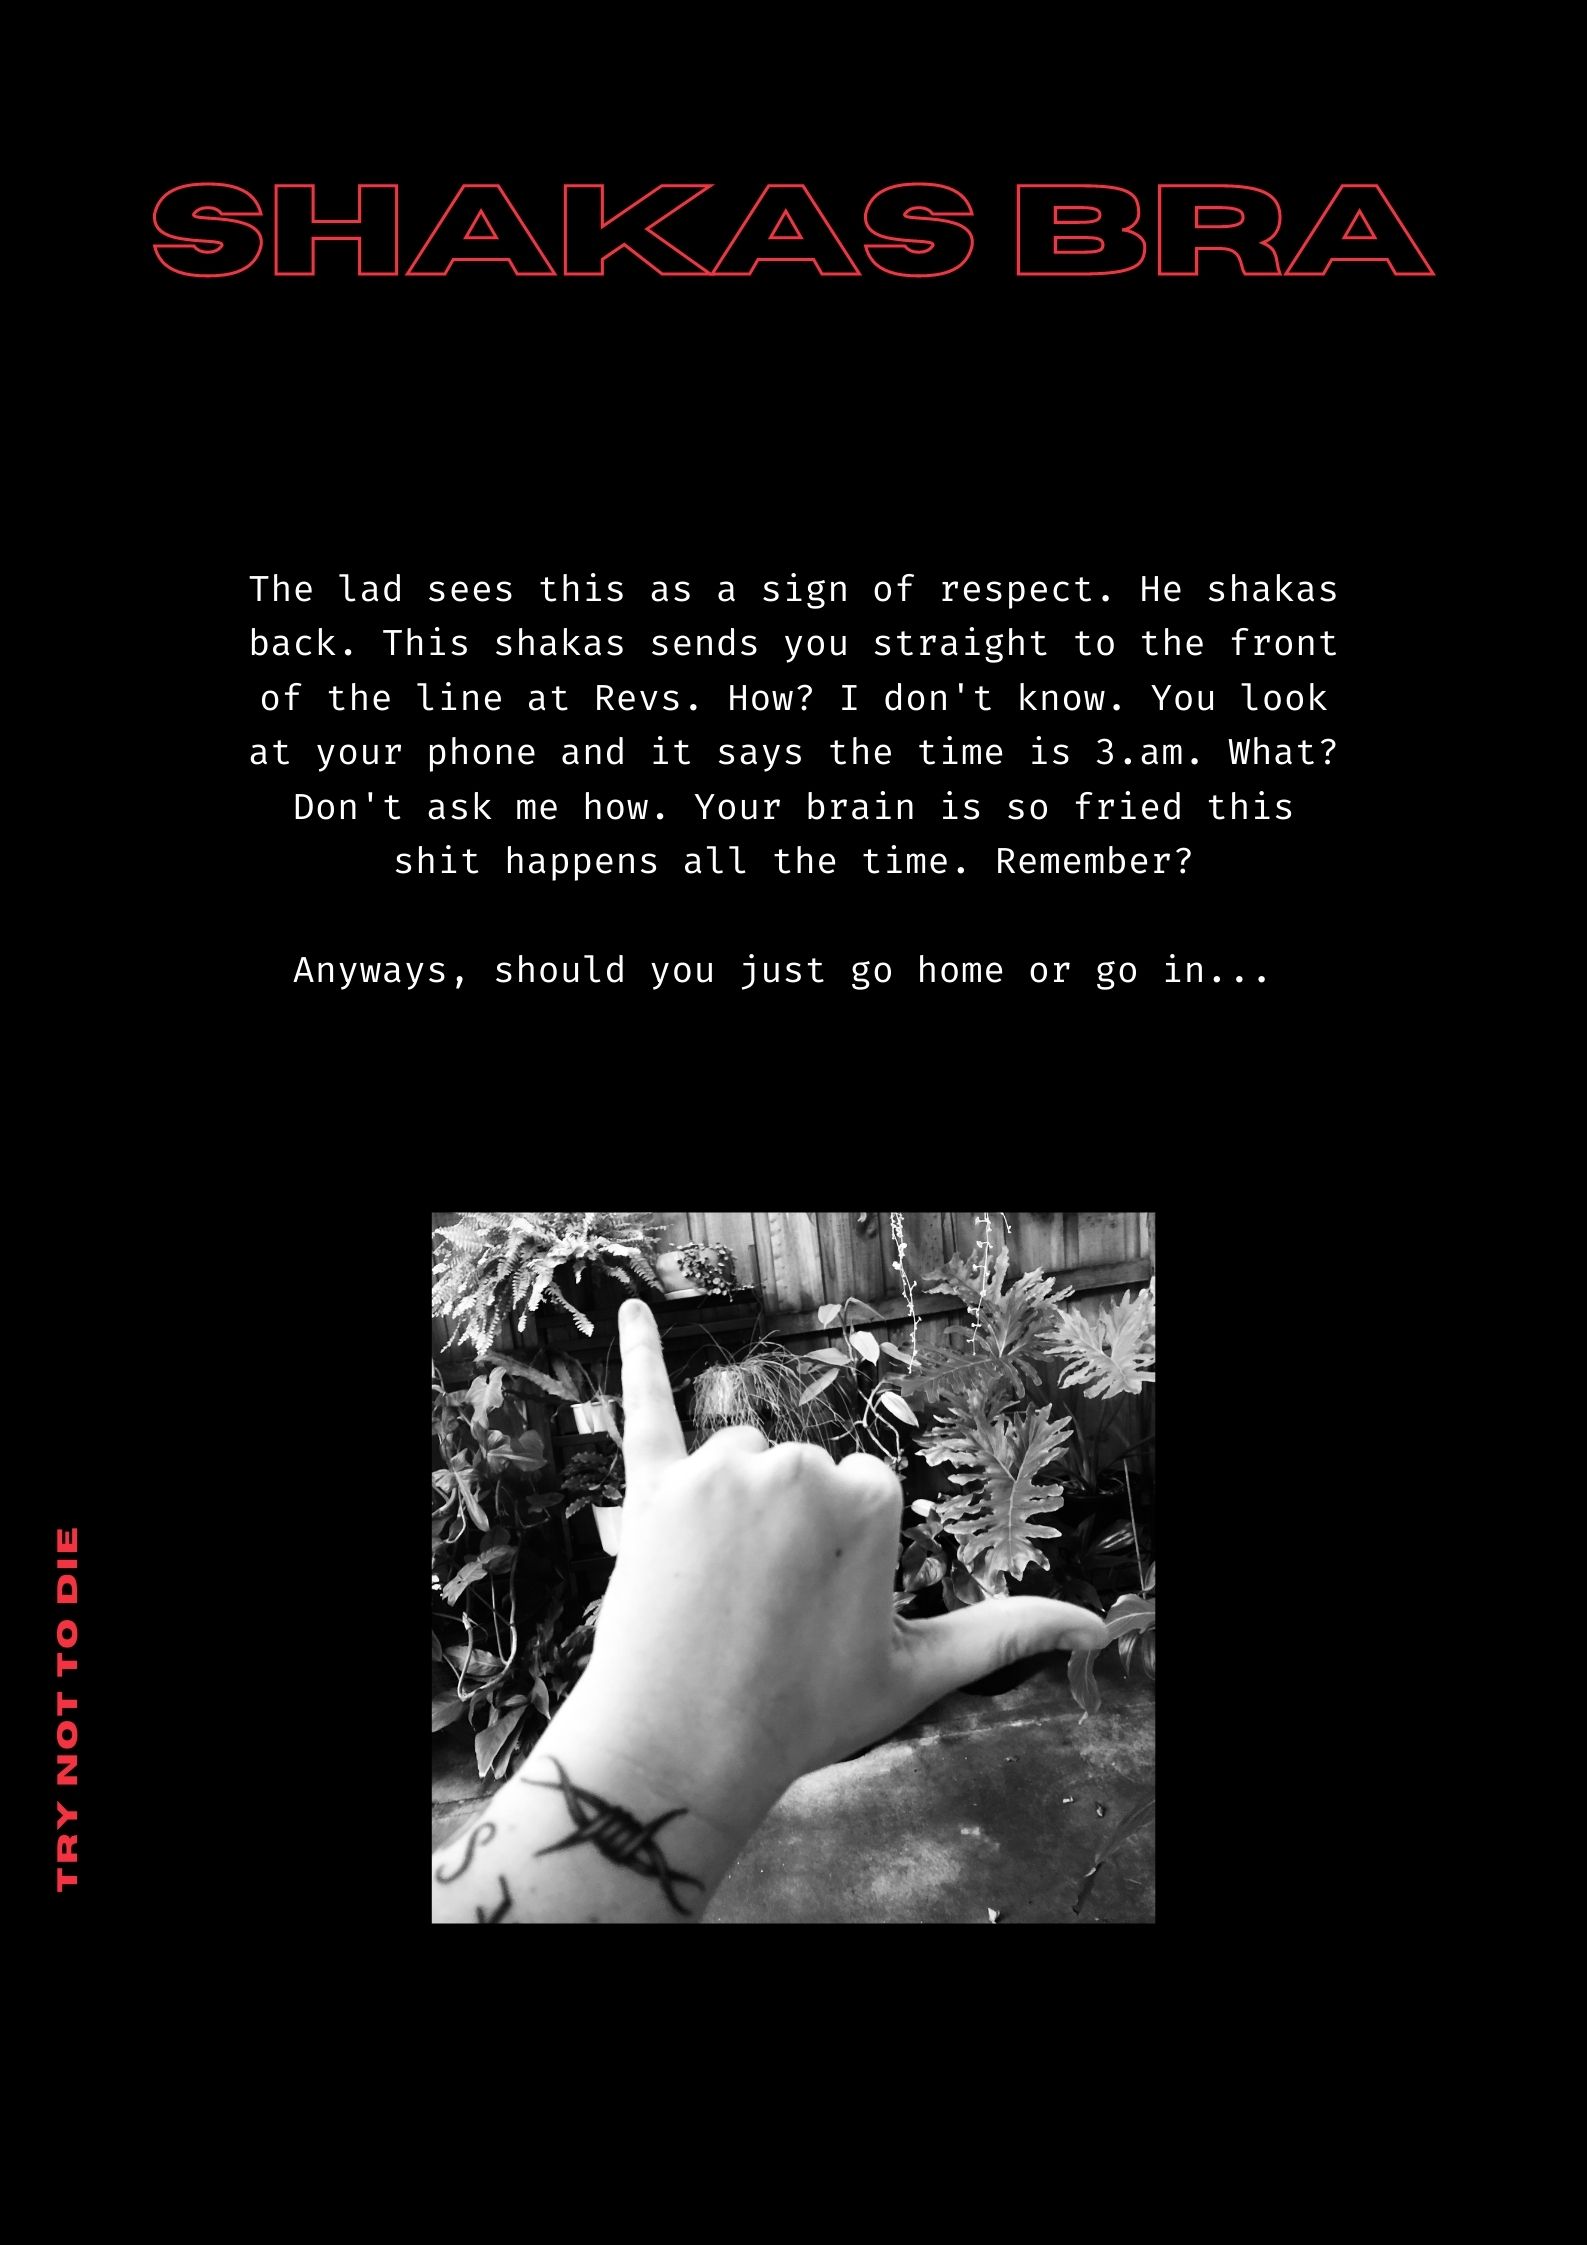 SHAKAS BRA
The lad sees this as a sign of respect. He shakas
back. This shakas sends you straight to the front
of the line at Revs. How? I don't know. You look
at your phone and it says the time is 3.am. What?
Don't ask me how. Your brain is so fried this
shit happens all the time. Remember?
Anyways, should you just go home or go in...
TRY NOT TO DIE